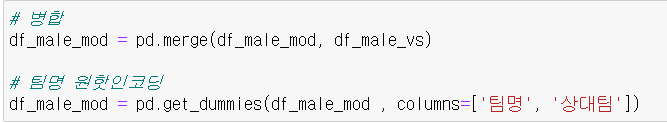 # 병합
df_male_mod = pd.merge(df_male_mod, df_male_vs)
# 팀명 원핫인코딩
df_male_mod = pd.get_dummies(df_male_mod , columns=['팀명', '상대팀'])